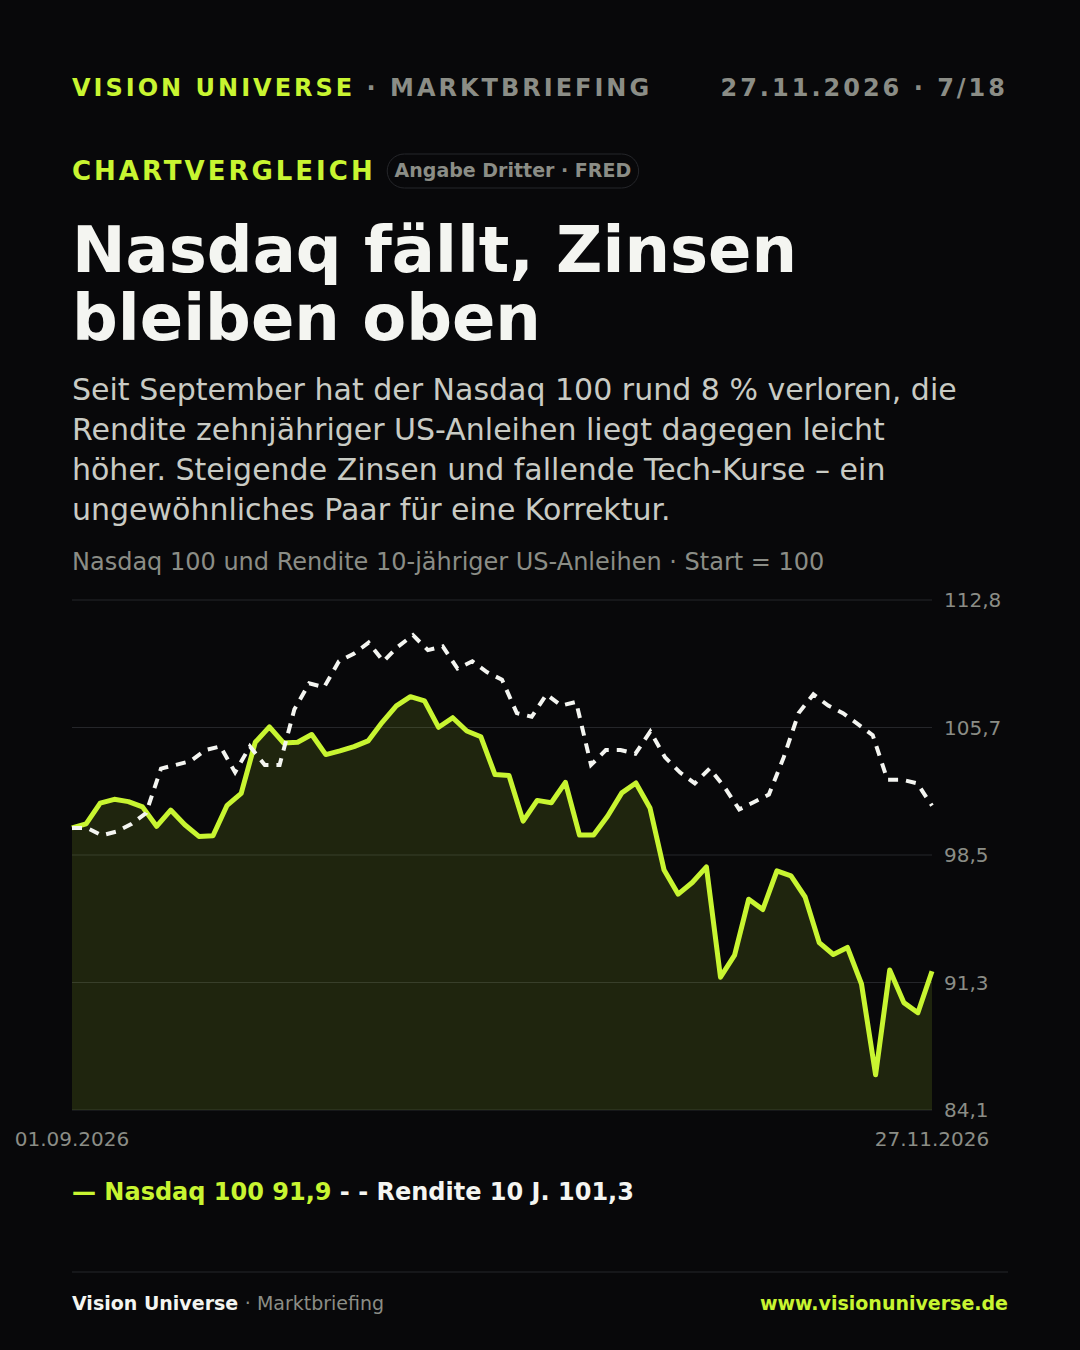 VISION UNIVERSE · MARKTBRIEFING 27.11.2026 · 7/18
CHARTVERGLEICH Angabe Dritter · FRED
Nasdaq fällt, Zinsen
bleiben oben
Seit September hat der Nasdaq 100 rund 8 % verloren, die
Rendite zehnjähriger US-Anleihen liegt dagegen leicht
höher. Steigende Zinsen und fallende Tech-Kurse – ein
ungewöhnliches Paar für eine Korrektur.
Nasdaq 100 und Rendite 10-jähriger US-Anleihen · Start = 100
112,8
105,7
98,5
91,3
84,1
01.09.2026 27.11.2026
— Nasdaq 100 91,9 - - Rendite 10 J. 101,3
Vision Universe · Marktbriefing www.visionuniverse.de